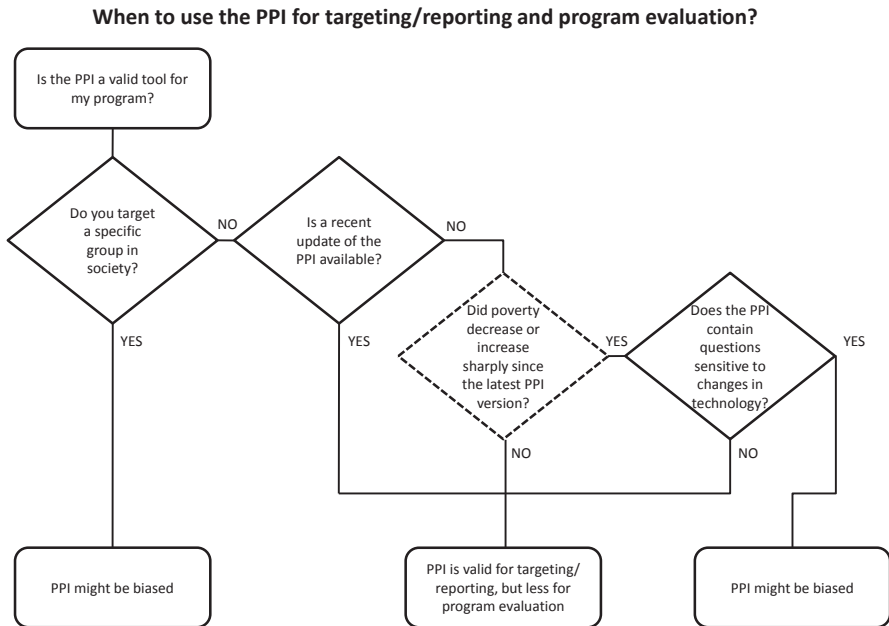 When to use the PPI for targeting/reporting and program evaluation?
Is the PPI a valid tool for
my program?
Do you target
a specific
group in
society?
NO
Is a recent
update of the
PPI available?
NO
YES
YES
Did poverty
decrease or
increase
sharply since
the latest PPI
version?
YES
Does the PPI
contain
questions
sensitive to
changes in
technology?
YES
NO
NO
PPI might be biased
PPI is valid for targeting/
reporting, but less for
program evaluation
PPI might be biased